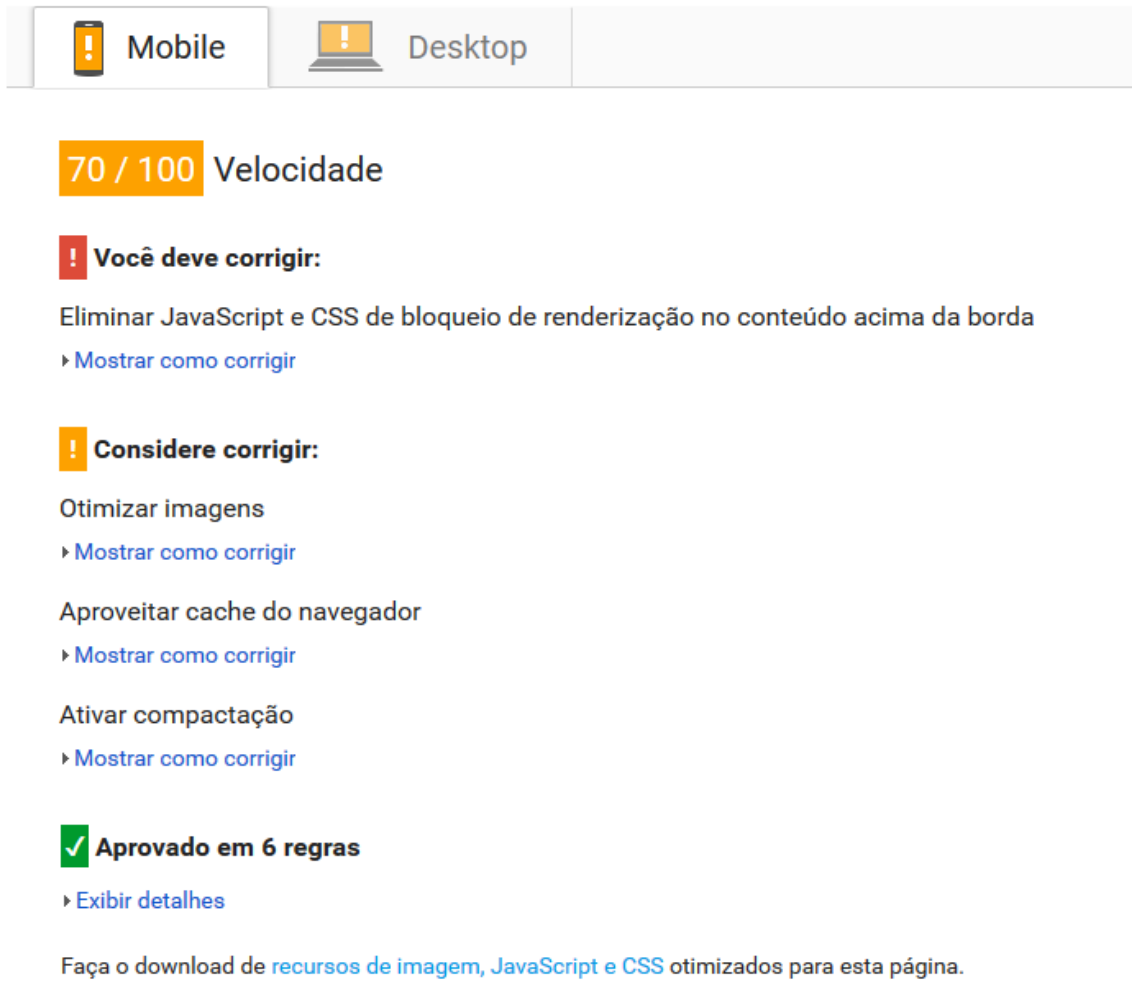 Mobile
Desktop
70 / 100 Velocidade
! Você deve corrigir:
Eliminar JavaScript e CSS de bloqueio de renderização no conteúdo acima da borda
Mostrar como corrigir
! Considere corrigir:
Otimizar imagens
Mostrar como corrigir
Aproveitar cache do navegador
Mostrar como corrigir
Ativar compactação
Mostrar como corrigir
Aprovado em 6 regras
Exibir detalhes
Faça o download de recursos de imagem, JavaScript e CSS otimizados para esta página.